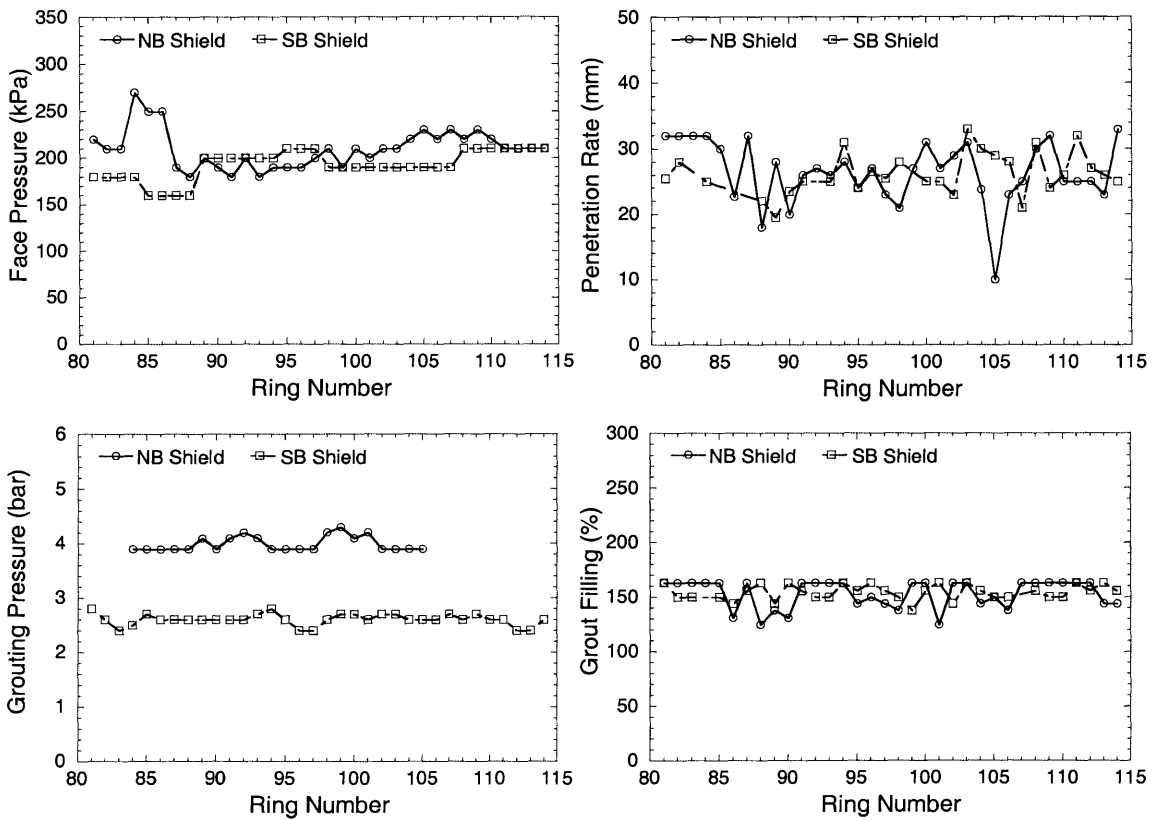 NB Shield SB Shield
Face Pressure (kPa)
350
300
250
200
150
100
50
0
80 85 90 95 100 105 110 115
Ring Number
NB Shield SB Shield
Penetration Rate (mm)
50
40
30
20
10
0
80 85 90 95 100 105 110 115
Ring Number
NB Shield SB Shield
Grouting Pressure (bar)
6
5
4
3
2
1
0
80 85 90 95 100 105 110 115
Ring Number
NB Shield SB Shield
Grout Filling (%)
300
250
200
150
100
50
0
80 85 90 95 100 105 110 115
Ring Number